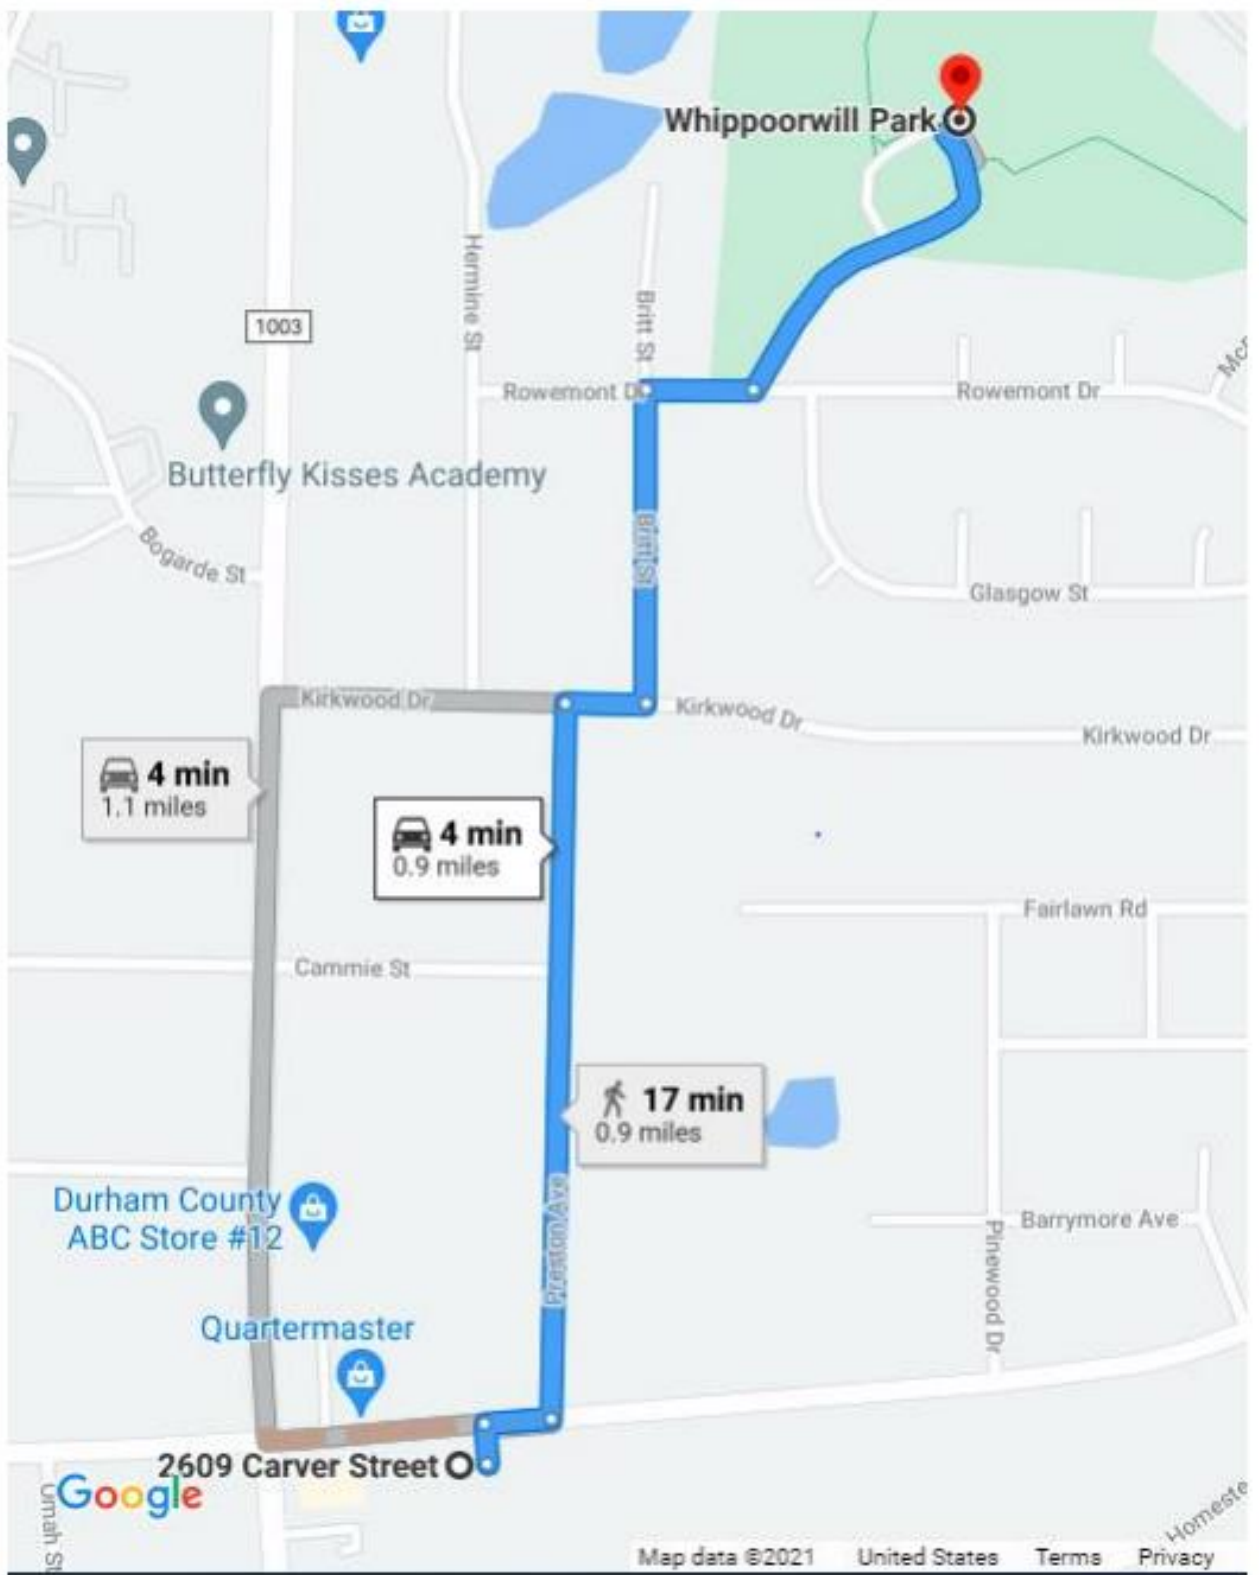 Whippoorwill Park
Hermine St
Britt St
1003
Rowemont Dr
Rowemont Dr
Butterfly Kisses Academy
Bogarde St
Britt St
Glasgow St
Kirkwood Dr
Kirkwood Dr
Kirkwood Dr
4 min
1.1 miles
4 min
0.9 miles
Fairlawn Rd
Cammie St
17 min
0.9 miles
Durham County
ABC Store #12
Preston Ave
Barrymore Ave
Pinewood Dr
Quartermaster
2609 Carver Street
Google
Map data ©2021 United States Terms Privacy